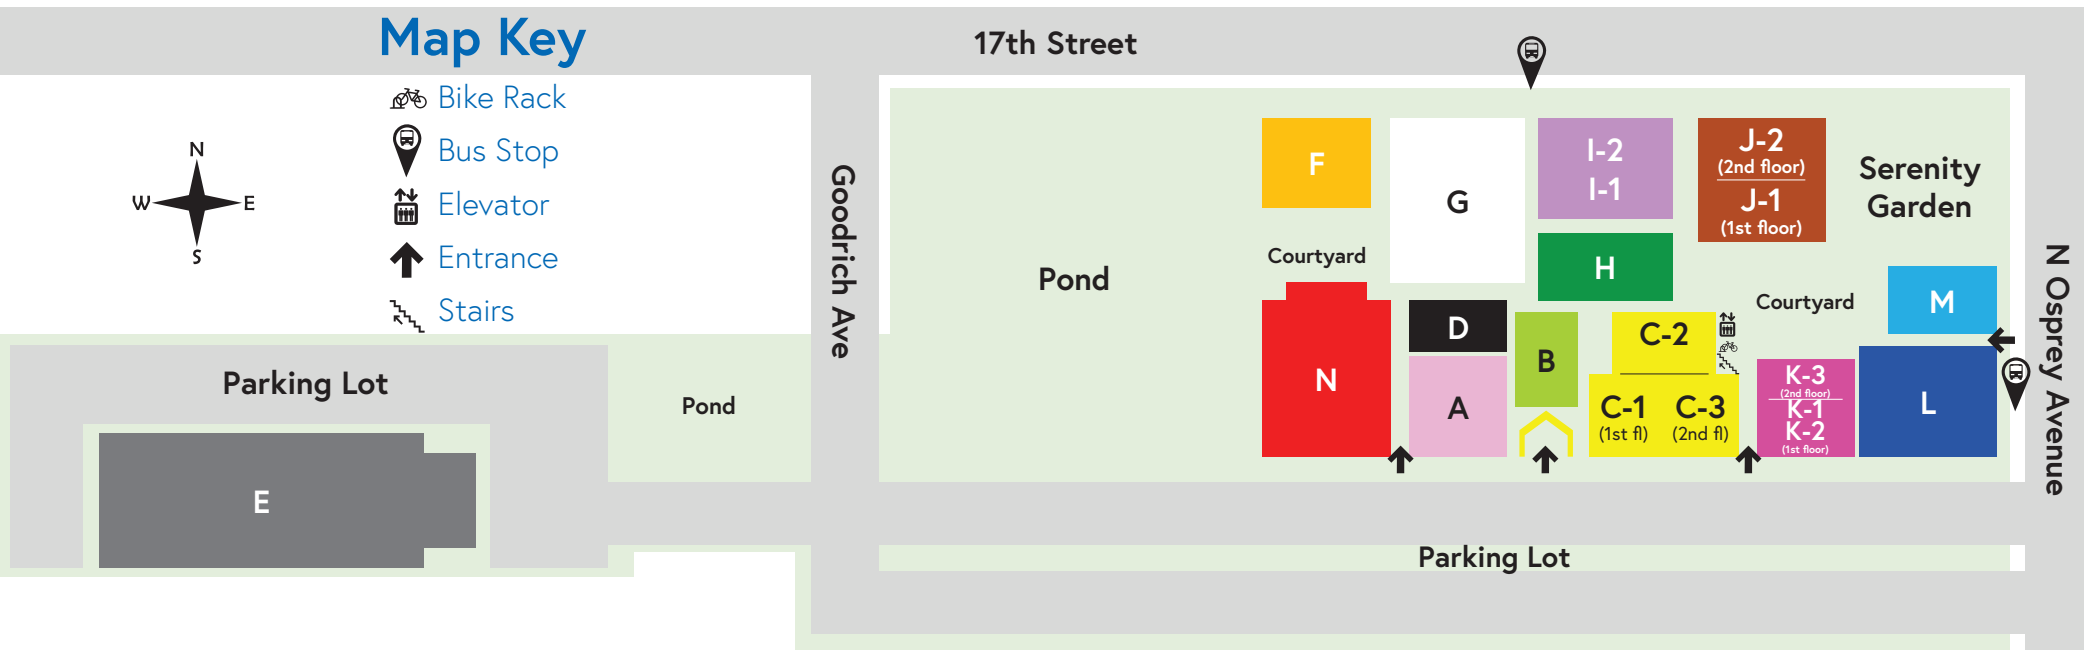 Map Key
Bike Rack
Bus Stop
Elevator
Entrance
Stairs
N
W
E
S
17th Street
Goodrich Ave
N Osprey Avenue
Parking Lot
E
Pond
Pond
F
Courtyard
G
I-2
I-1
J-2
(2nd floor)
J-1
(1st floor)
Serenity
Garden
H
Courtyard
M
N
D
A
B
C-2
C-1
(1st fl)
C-3
(2nd fl)
K-3
(2nd floor)
K-1
K-2
(1st floor)
L
Parking Lot